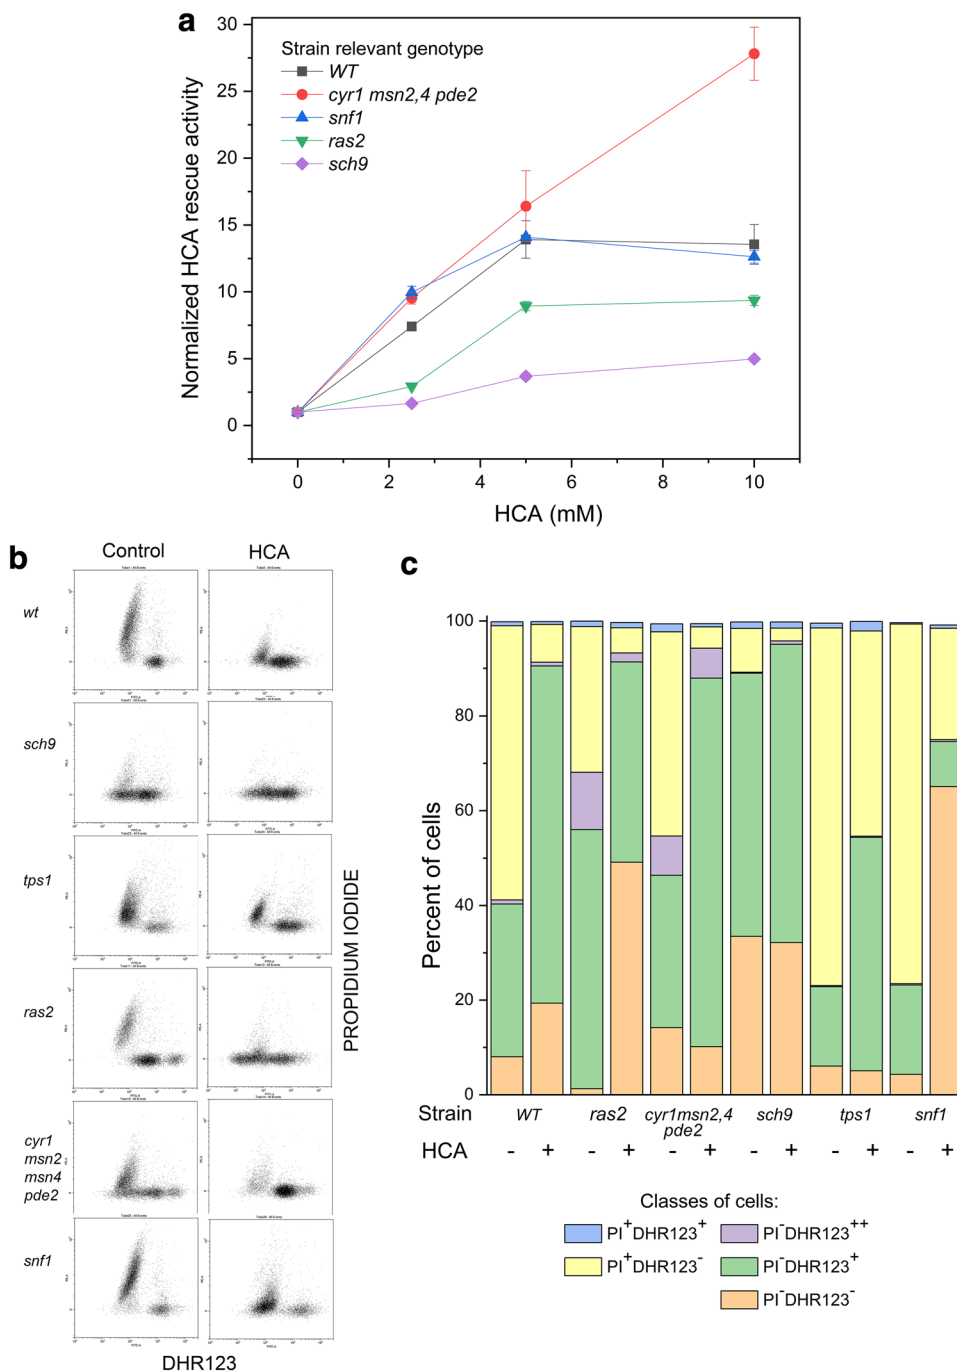 a
Strain relevant genotype
WT
cyr1 msn2,4 pde2
snf1
ras2
sch9
Normalized HCA rescue activity
30
25
20
15
10
5
0
0 2 4 6 8 10
HCA (mM)
b
Control HCA
wt
sch9
tps1
ras2
cyr1
msn2
msn4
pde2
snf1
PROPIDIUM IODIDE
DHR123
c
Percent of cells
100
80
60
40
20
0
Strain WT ras2 cyr1msn2,4 sch9 tps1 snf1
pde2
HCA - + - + - + - + - + - +
Classes of cells:
PI+DHR123+ PI-DHR123++
PI+DHR123- PI-DHR123+
PI-DHR123-